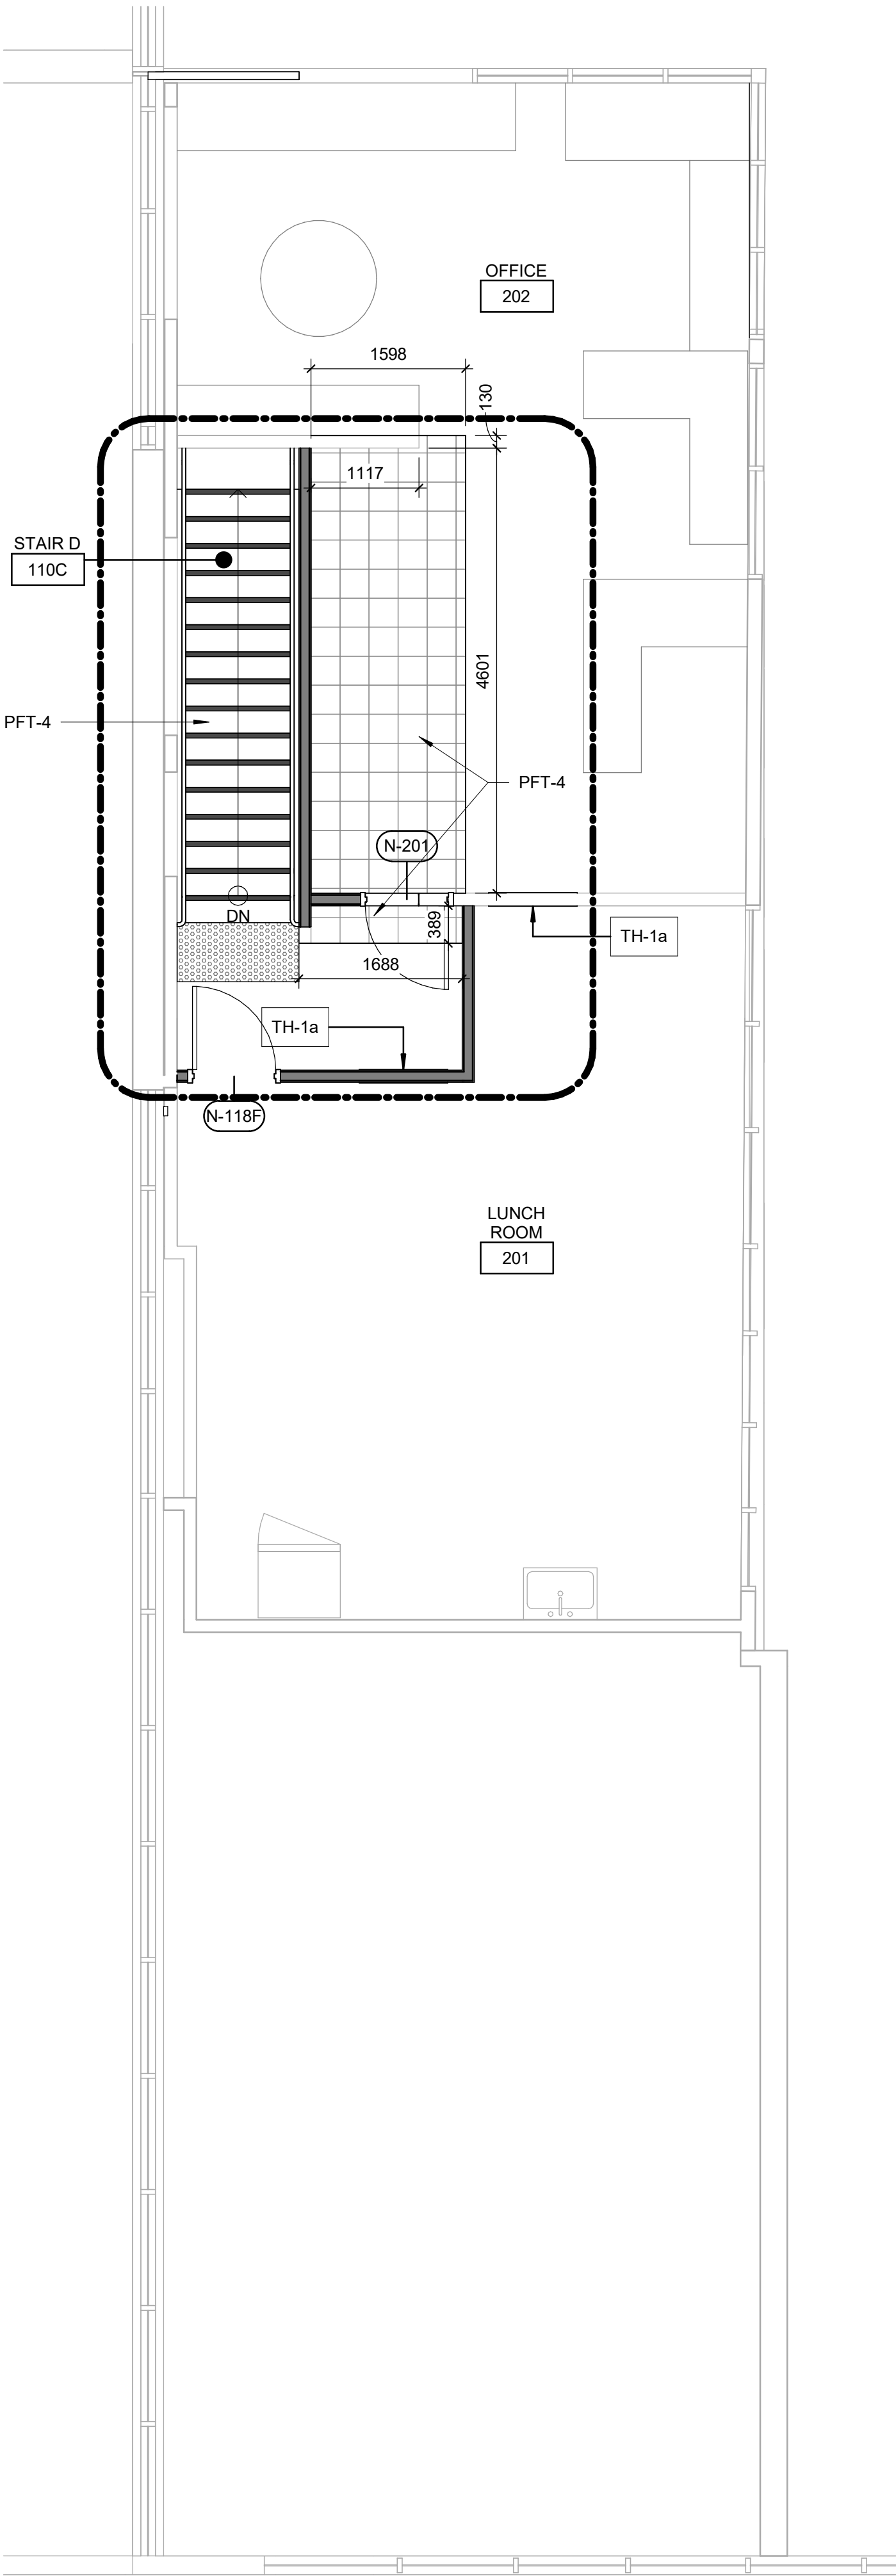 OFFICE
202
1598
130
1117
STAIR D
110C
4601
PFT-4
PFT-4
N-201
DN
389
TH-1a
1688
TH-1a
N-118F
LUNCH
ROOM
201